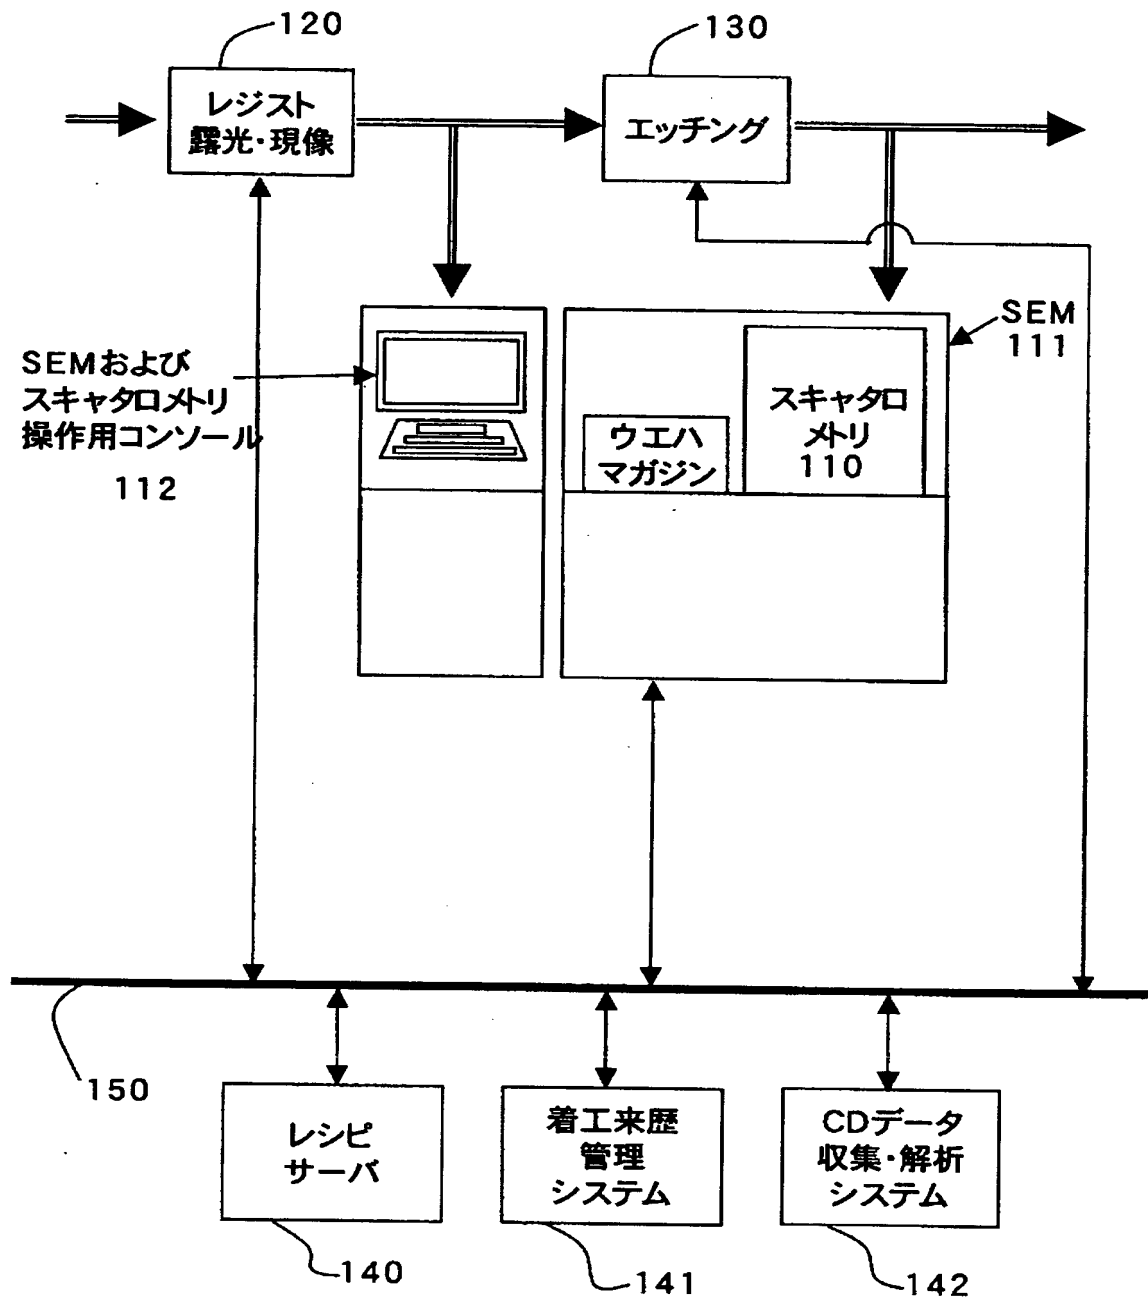 120
130
レジスト
露光・現像
エッチング
SEM
111
SEMおよび
スキャタロメトリ
操作用コンソール
112
ウエハ
マガジン
スキャタロ
メトリ
110
150
レシピ
サーバ
着工来歴
管理
システム
CDデータ
収集・解析
システム
140
141
142